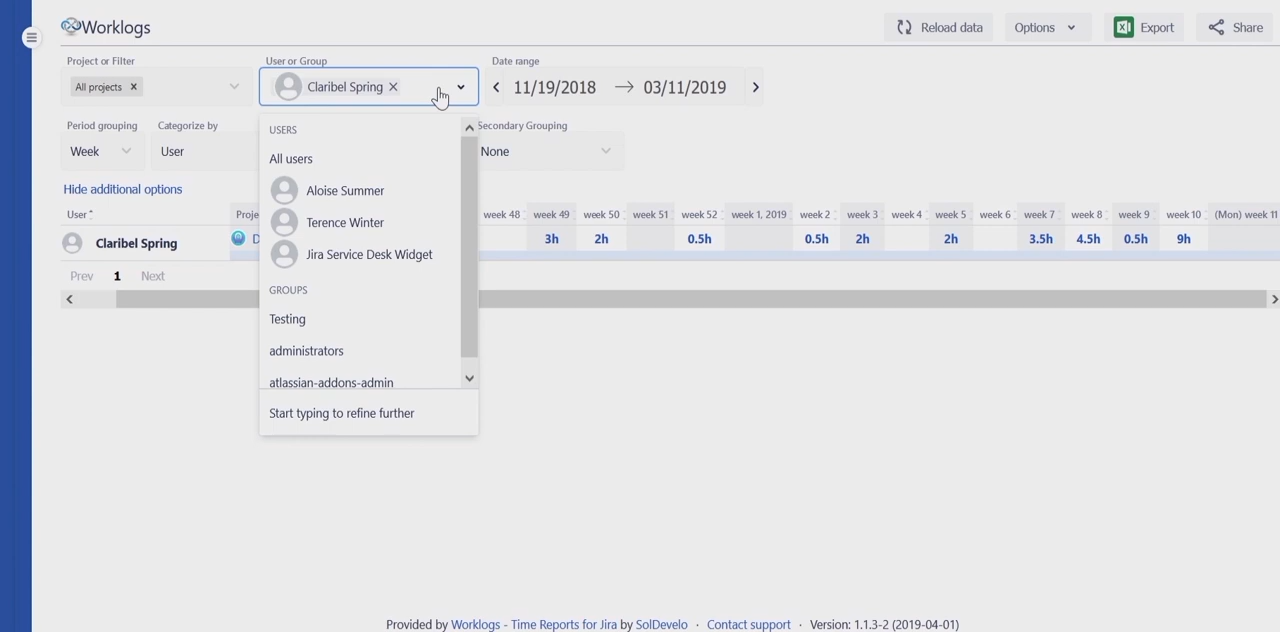 Worklogs
Reload data
Options
Export
Share
Project or Filter
All projects
User or Group
Claribel Spring
Date range
11/19/2018 → 03/11/2019
Period grouping
Week
Categorize by
User
Secondary Grouping
None
USERS
All users
Aloise Summer
Terence Winter
Jira Service Desk Widget
GROUPS
Testing
administrators
atlassian-addons-admin
Start typing to refine further
Hide additional options
User week 48 week 49 week 50 week 51 week 52 week 1, 2019 week 2 week 3 week 4 week 5 week 6 week 7 week 8 week 9 week 10 (Mon) week 11
Claribel Spring D 3h 2h 0.5h 0.5h 2h 2h 3.5h 4.5h 0.5h 9h
Prev 1 Next
Provided by Worklogs - Time Reports for Jira by SolDevelo · Contact support · Version: 1.1.3-2 (2019-04-01)